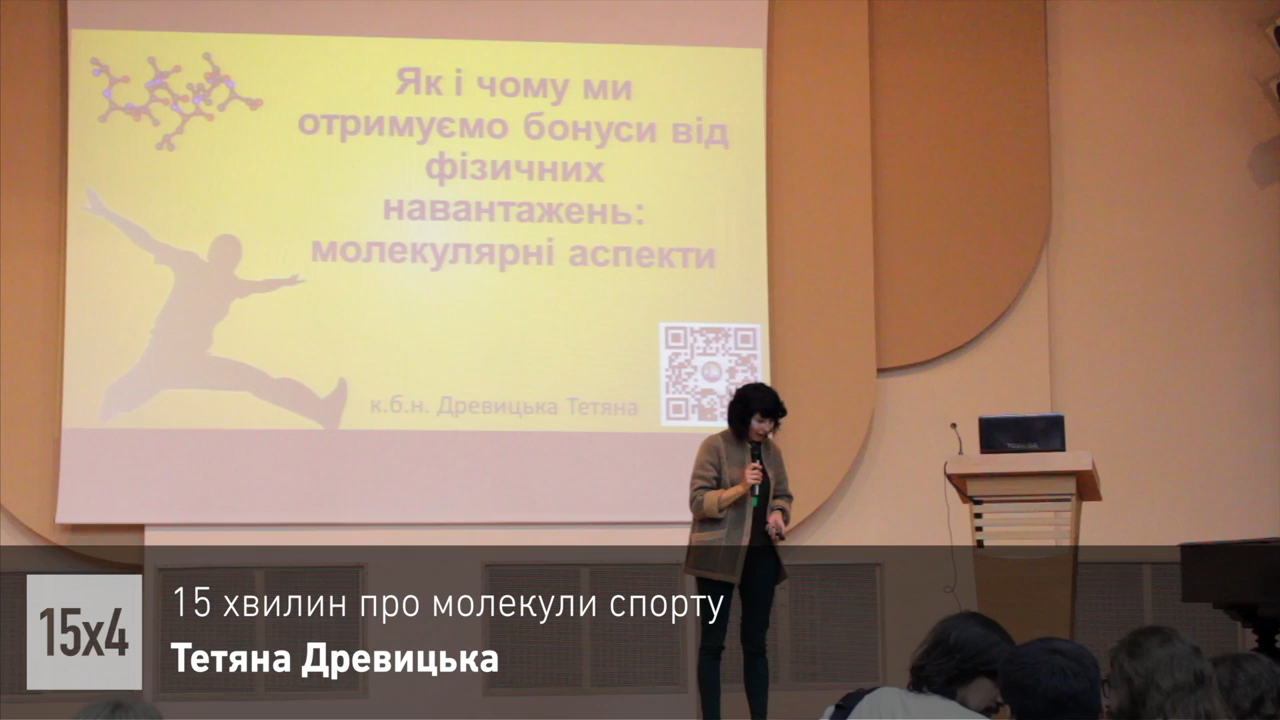 Як і чому ми
отримуємо бонуси від
фізичних
навантажень:
молекулярні аспекти
к.б.н. Древицька Тетяна
TOSHIBA
15x4
15 хвилин про молекули спорту
Тетяна Древицька